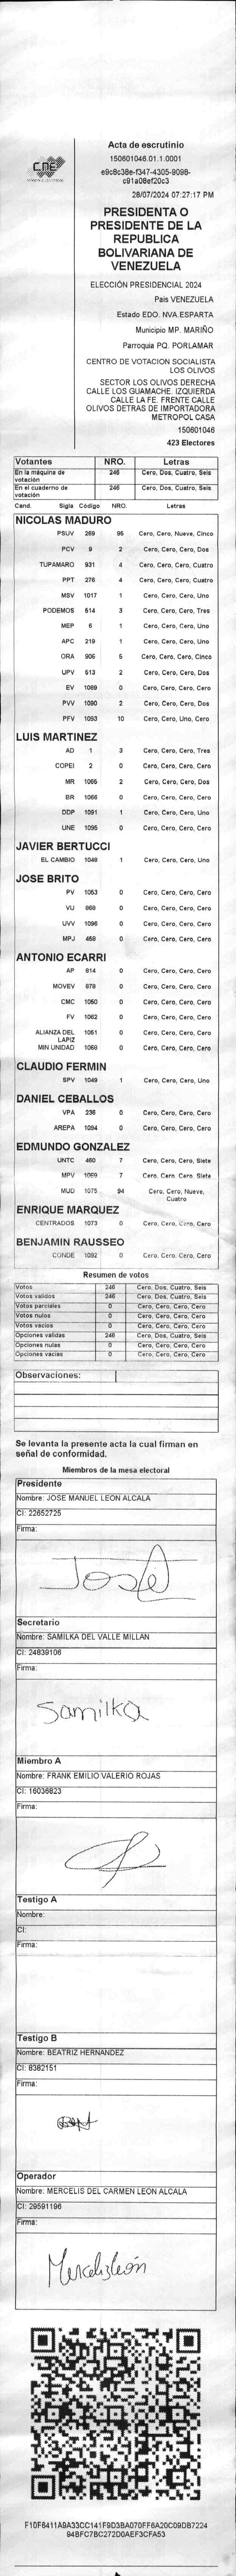 CNE
Acta de escrutinio
150601046.01.1.0001
e9c8c38e-f347-4305-9098-
c91a08ef20c3
28/07/2024 07:27:17 PM
PRESIDENTA O
PRESIDENTE DE LA
REPUBLICA
BOLIVARIANA DE
VENEZUELA
ELECCIÓN PRESIDENCIAL 2024
Pais VENEZUELA
Estado EDO. NVA.ESPARTA
Municipio MP. MARIÑO
Parroquia PQ. PORLAMAR
CENTRO DE VOTACION SOCIALISTA
LOS OLIVOS
SECTOR LOS OLIVOS DERECHA
CALLE LOS GUAMACHE. IZQUIERDA
CALLE LA FE. FRENTE CALLE
OLIVOS DETRAS DE IMPORTADORA
METROPOL CASA
150601046
423 Electores
Votantes NRO. Letras
En la máquina de votación 246 Cero, Dos, Cuatro, Seis
En el cuaderno de votación 246 Cero, Dos, Cuatro, Seis
Cand. Sigla Código NRO. Letras
NICOLAS MADURO
PSUV 269 95 Cero, Cero, Nueve, Cinco
PCV 9 2 Cero, Cero, Cero, Dos
TUPAMARO 931 4 Cero, Cero, Cero, Cuatro
PPT 276 4 Cero, Cero, Cero, Cuatro
MSV 1017 1 Cero, Cero, Cero, Uno
PODEMOS 514 3 Cero, Cero, Cero, Tres
MEP 6 1 Cero, Cero, Cero, Uno
APC 219 1 Cero, Cero, Cero, Uno
ORA 906 5 Cero, Cero, Cero, Cinco
UPV 513 2 Cero, Cero, Cero, Dos
EV 1089 0 Cero, Cero, Cero, Cero
PVV 1090 2 Cero, Cero, Cero, Dos
PFV 1093 10 Cero, Cero, Uno, Cero
LUIS MARTINEZ
AD 1 3 Cero, Cero, Cero, Tres
COPEI 2 0 Cero, Cero, Cero, Cero
MR 1065 2 Cero, Cero, Cero, Dos
BR 1066 0 Cero, Cero, Cero, Cero
DDP 1091 1 Cero, Cero, Cero, Uno
UNE 1095 0 Cero, Cero, Cero, Cero
JAVIER BERTUCCI
EL CAMBIO 1048 1 Cero, Cero, Cero, Uno
JOSE BRITO
PV 1053 0 Cero, Cero, Cero, Cero
VU 868 0 Cero, Cero, Cero, Cero
UVV 1096 0 Cero, Cero, Cero, Cero
MPJ 458 0 Cero, Cero, Cero, Cero
ANTONIO ECARRI
AP 814 0 Cero, Cero, Cero, Cero
MOVEV 878 0 Cero, Cero, Cero, Cero
CMC 1050 0 Cero, Cero, Cero, Cero
FV 1062 0 Cero, Cero, Cero, Cero
ALIANZA DEL LAPIZ 1051 0 Cero, Cero, Cero, Cero
MIN UNIDAD 1068 0 Cero, Cero, Cero, Cero
CLAUDIO FERMIN
SPV 1049 1 Cero, Cero, Cero, Uno
DANIEL CEBALLOS
VPA 236 0 Cero, Cero, Cero, Cero
AREPA 1094 0 Cero, Cero, Cero, Cero
EDMUNDO GONZALEZ
UNTC 460 7 Cero, Cero, Cero, Siete
MPV 1069 7 Cero, Cero, Cero, Siete
MUD 1075 94 Cero, Cero, Nueve, Cuatro
ENRIQUE MARQUEZ
CENTRADOS 1073 0 Cero, Cero, Cero, Cero
BENJAMIN RAUSSEO
CONDE 1092 0 Cero, Cero, Cero, Cero
Resumen de votos
Votos 246 Cero, Dos, Cuatro, Seis
Votos validos 246 Cero, Dos, Cuatro, Seis
Votos parciales 0 Cero, Cero, Cero, Cero
Votos nulos 0 Cero, Cero, Cero, Cero
Votos vacios 0 Cero, Cero, Cero, Cero
Opciones validas 246 Cero, Dos, Cuatro, Seis
Opciones nulas 0 Cero, Cero, Cero, Cero
Opciones vacias 0 Cero, Cero, Cero, Cero
Observaciones:
Se levanta la presente acta la cual firman en
señal de conformidad.
Miembros de la mesa electoral
Presidente
Nombre: JOSE MANUEL LEON ALCALA
CI: 22652725
Firma:
José
Secretario
Nombre: SAMILKA DEL VALLE MILLAN
CI: 24839106
Firma:
Samilka
Miembro A
Nombre: FRANK EMILIO VALERIO ROJAS
CI: 16036823
Firma:
Testigo A
Nombre:
CI:
Firma:
Testigo B
Nombre: BEATRIZ HERNANDEZ
CI: 8382151
Firma:
Operador
Nombre: MERCELIS DEL CARMEN LEON ALCALA
CI: 29591196
Firma:
Mercelis León
F10F6411A9A33CC141F9D3BA070FF6A20C09DB7224
94BFC7BC272D0AEF3CFA53